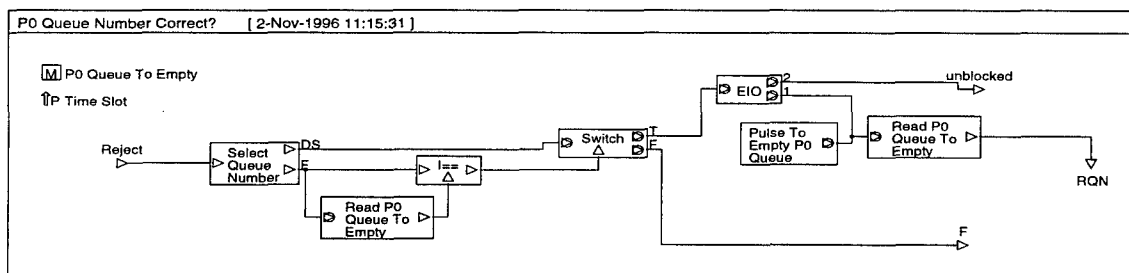 P0 Queue Number Correct? [ 2-Nov-1996 11:15:31 ]
M P0 Queue To Empty
⇑P Time Slot
Reject
Select
Queue
Number
DS
E
I==
Read P0
Queue To
Empty
Switch
T
F
EIO
2
1
unblocked
Pulse To
Empty P0
Queue
Read P0
Queue To
Empty
RQN
F